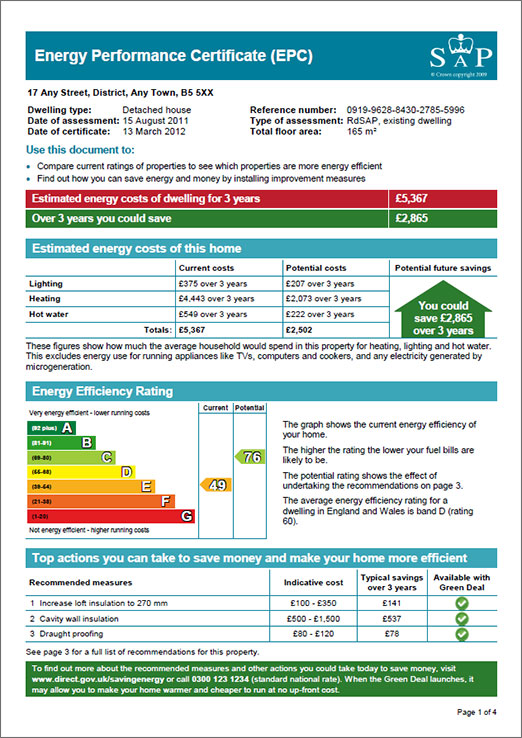 Energy Performance Certificate (EPC)
SAP
© Crown copyright 2009
17 Any Street, District, Any Town, B5 5XX
Dwelling type: Detached house
Reference number: 0919-9628-8430-2785-5996
Date of assessment: 15 August 2011
Type of assessment: RdSAP, existing dwelling
Date of certificate: 13 March 2012
Total floor area: 165 m²
Use this document to:
• Compare current ratings of properties to see which properties are more energy efficient
• Find out how you can save energy and money by installing improvement measures
Estimated energy costs of dwelling for 3 years £5,367
Over 3 years you could save £2,865
Estimated energy costs of this home
Current costs Potential costs Potential future savings
Lighting £375 over 3 years £207 over 3 years
Heating £4,443 over 3 years £2,073 over 3 years
Hot water £549 over 3 years £222 over 3 years
Totals: £5,367 £2,502
You could
save £2,865
over 3 years
These figures show how much the average household would spend in this property for heating, lighting and hot water.
This excludes energy use for running appliances like TVs, computers and cookers, and any electricity generated by
microgeneration.
Energy Efficiency Rating
Current Potential
Very energy efficient - lower running costs
(92 plus) A
(81-91) B
(69-80) C
(55-68) D
(39-54) E
(21-38) F
(1-20) G
Not energy efficient - higher running costs
49
76
The graph shows the current energy efficiency of
your home.
The higher the rating the lower your fuel bills are
likely to be.
The potential rating shows the effect of
undertaking the recommendations on page 3.
The average energy efficiency rating for a
dwelling in England and Wales is band D (rating
60).
Top actions you can take to save money and make your home more efficient
Recommended measures Indicative cost Typical savings over 3 years Available with Green Deal
1 Increase loft insulation to 270 mm £100 - £350 £141
2 Cavity wall insulation £500 - £1,500 £537
3 Draught proofing £80 - £120 £78
See page 3 for a full list of recommendations for this property.
To find out more about the recommended measures and other actions you could take today to save money, visit
www.direct.gov.uk/savingenergy or call 0300 123 1234 (standard national rate). When the Green Deal launches, it
may allow you to make your home warmer and cheaper to run at no up-front cost.
Page 1 of 4